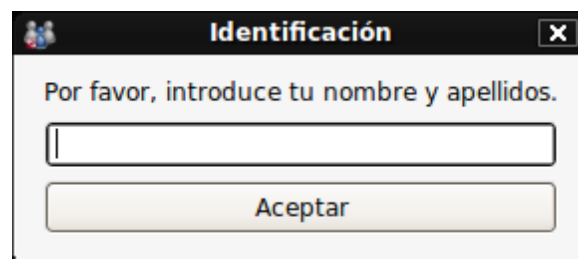 Identificación
Por favor, introduce tu nombre y apellidos.
Aceptar